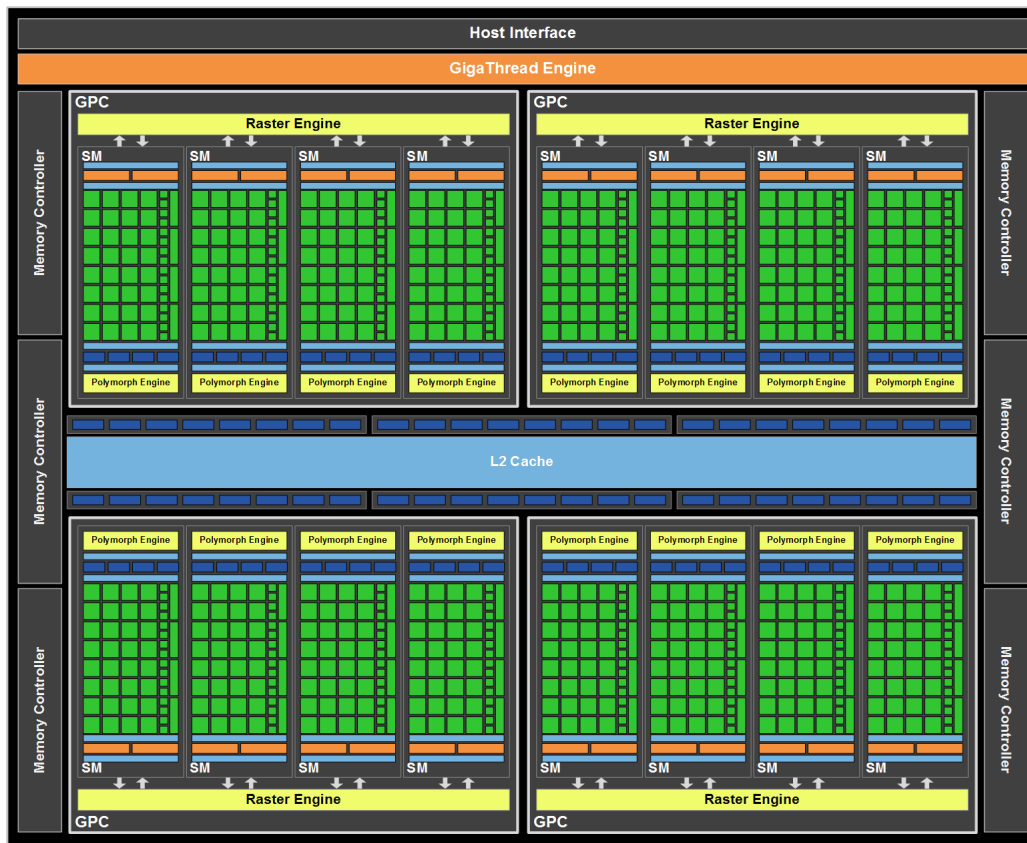 Host Interface
GigaThread Engine
Memory Controller
GPC
GPC
Memory Controller
Raster Engine
Raster Engine
SM
SM
SM
SM
SM
SM
SM
SM
Polymorph Engine
Polymorph Engine
Polymorph Engine
Polymorph Engine
Polymorph Engine
Polymorph Engine
Polymorph Engine
Polymorph Engine
Memory Controller
L2 Cache
Memory Controller
Polymorph Engine
Polymorph Engine
Polymorph Engine
Polymorph Engine
Polymorph Engine
Polymorph Engine
Polymorph Engine
Polymorph Engine
Memory Controller
Memory Controller
SM
SM
SM
SM
SM
SM
SM
SM
Raster Engine
Raster Engine
GPC
GPC